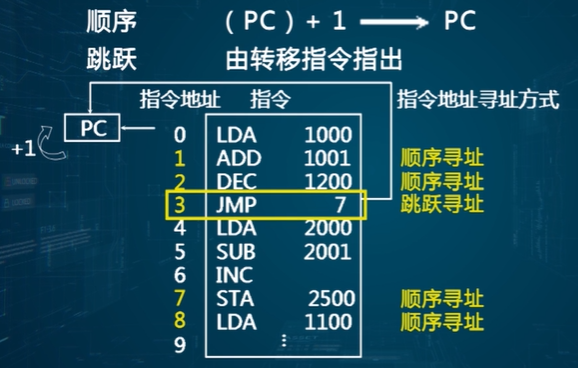 顺序 (PC) + 1 → PC
跳跃 由转移指令指出
指令地址 指令 指令地址寻址方式
PC
+1
0 LDA 1000
1 ADD 1001 顺序寻址
2 DEC 1200 顺序寻址
3 JMP 7 跳跃寻址
4 LDA 2000
5 SUB 2001
6 INC
7 STA 2500 顺序寻址
8 LDA 1100 顺序寻址
9 ⋮